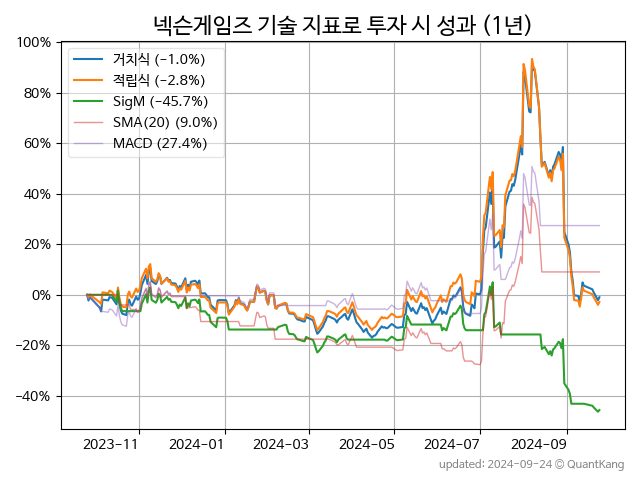 넥슨게임즈 기술 지표로 투자 시 성과 (1년)
100%
80%
60%
40%
20%
0%
−20%
−40%
거치식 (−1.0%)
적립식 (−2.8%)
SigM (−45.7%)
SMA(20) (9.0%)
MACD (27.4%)
2023−11
2024−01
2024−03
2024−05
2024−07
2024−09
updated: 2024−09−24 © QuantKang